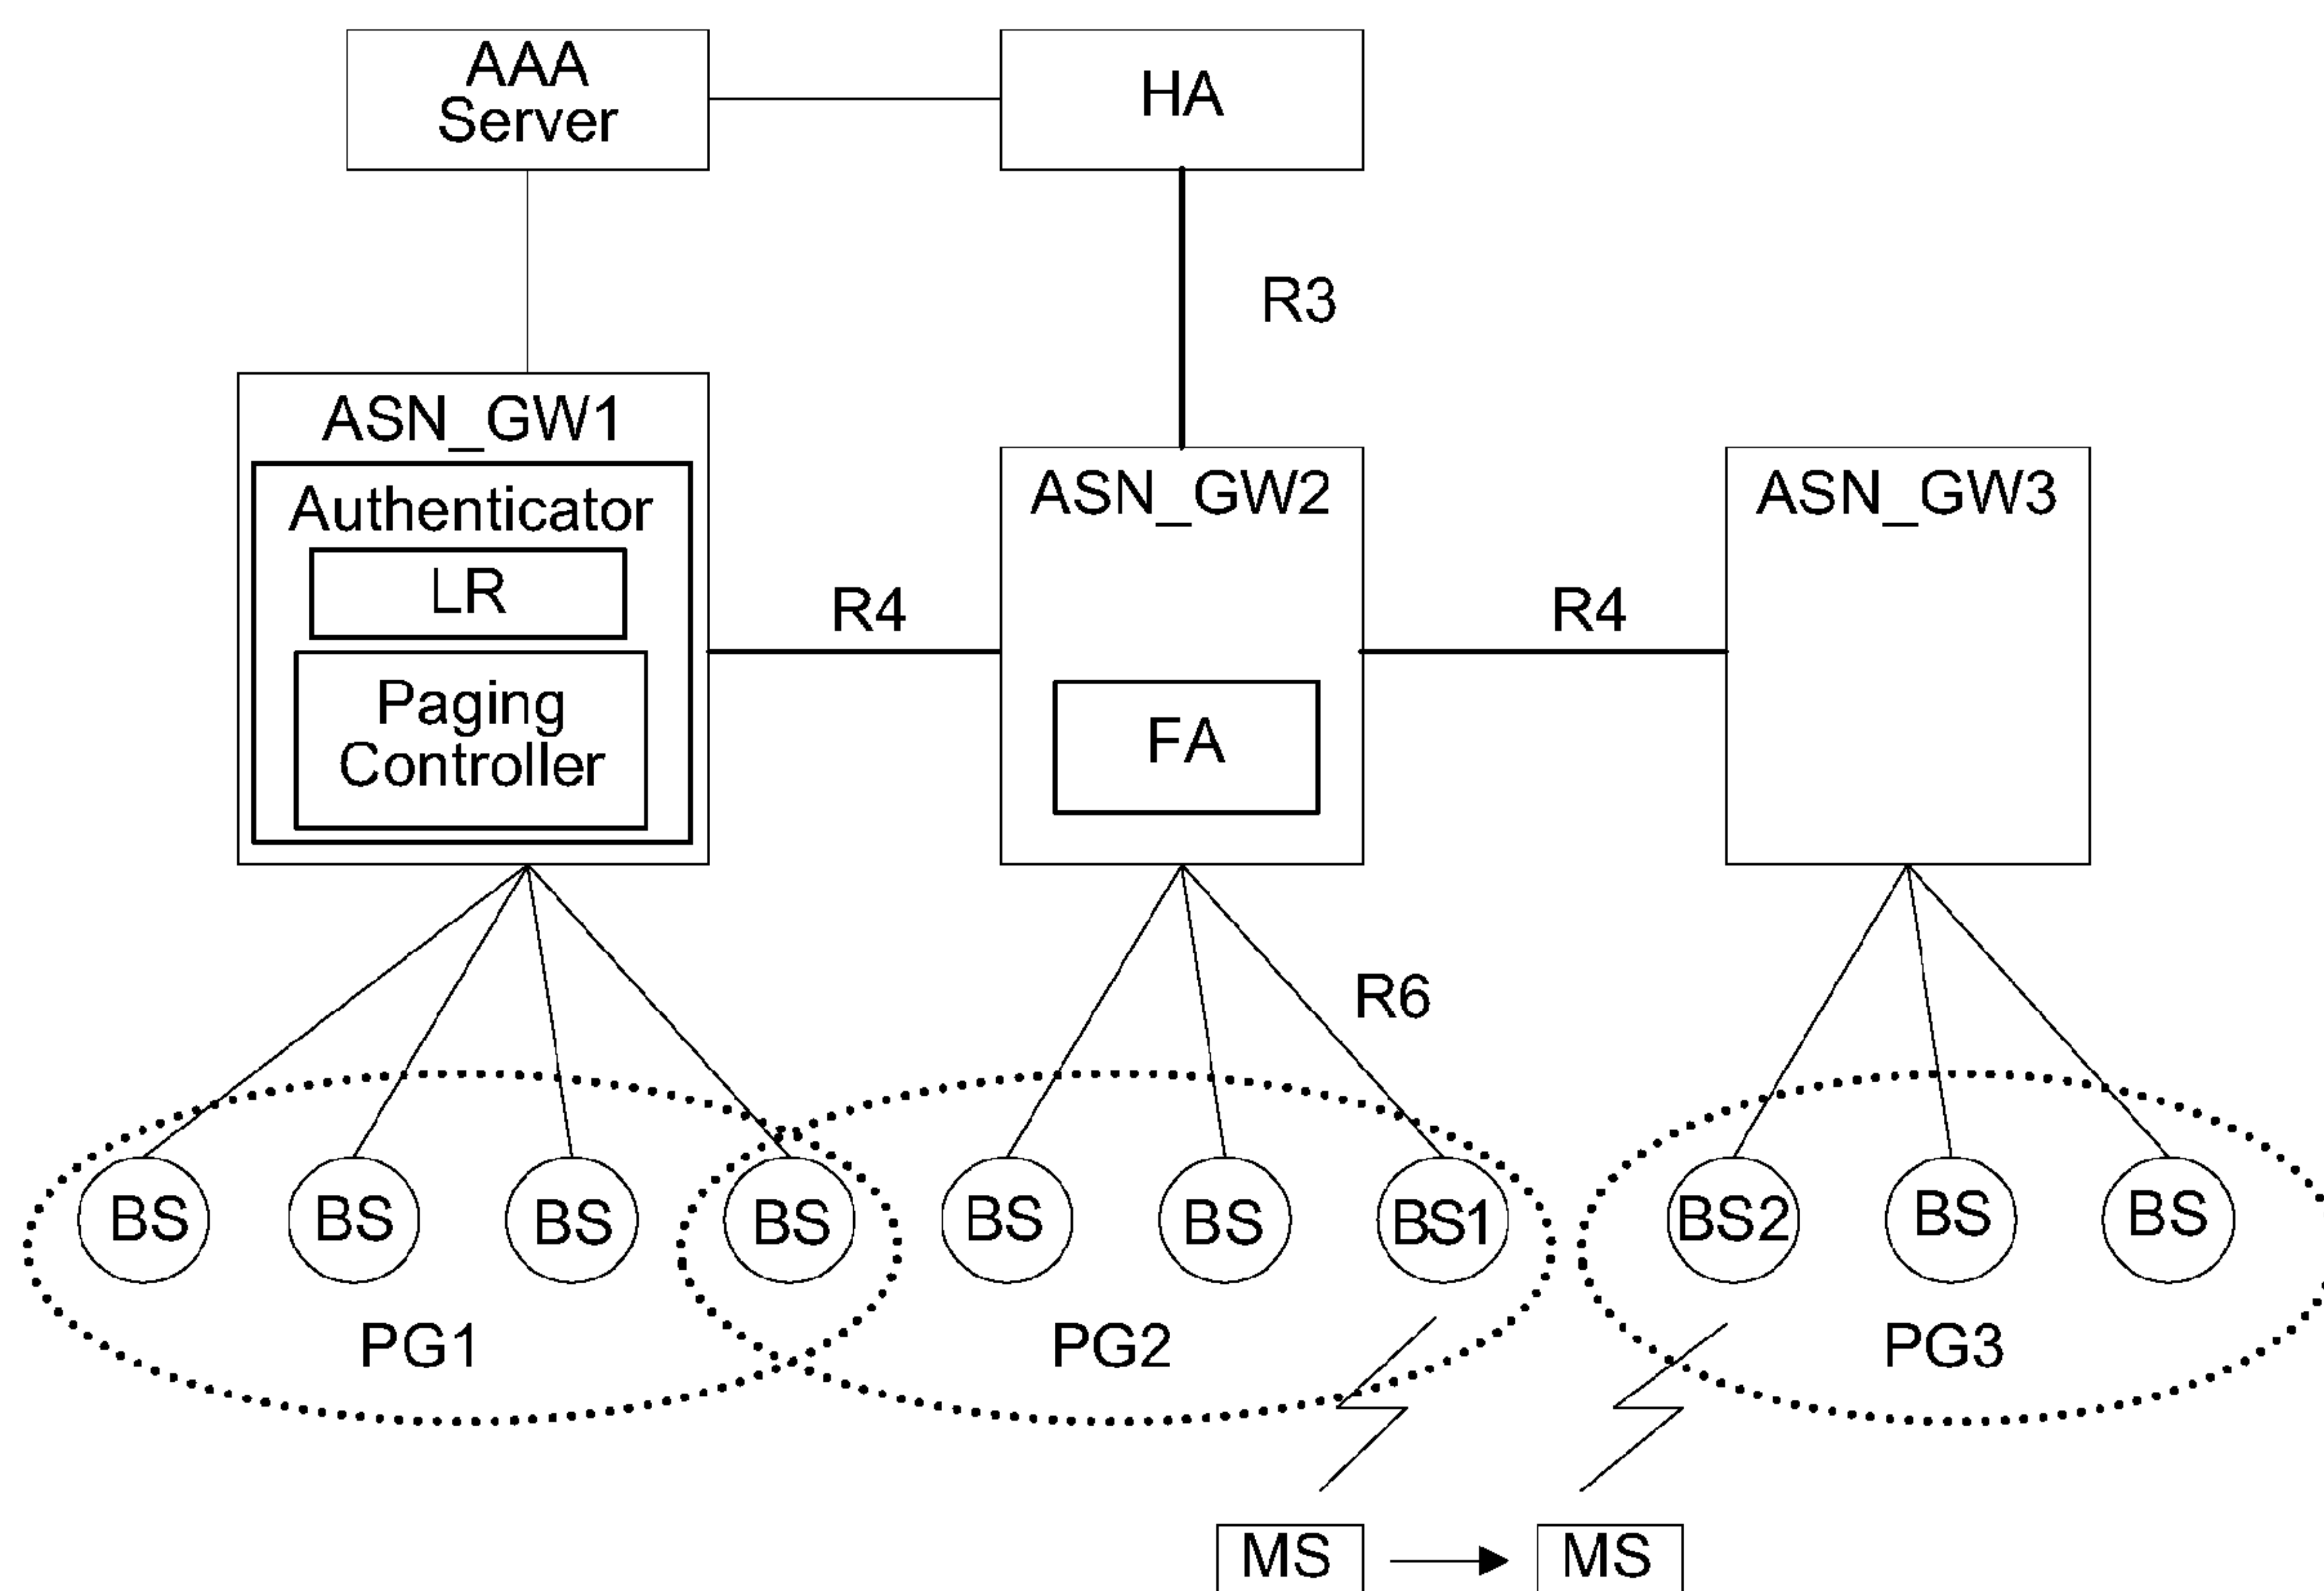 AAA
Server
HA
R3
ASN_GW1
Authenticator
LR
Paging
Controller
R4
ASN_GW2
FA
R4
ASN_GW3
R6
BS
BS
BS
BS
BS
BS
BS1
BS2
BS
BS
PG1
PG2
PG3
MS
MS